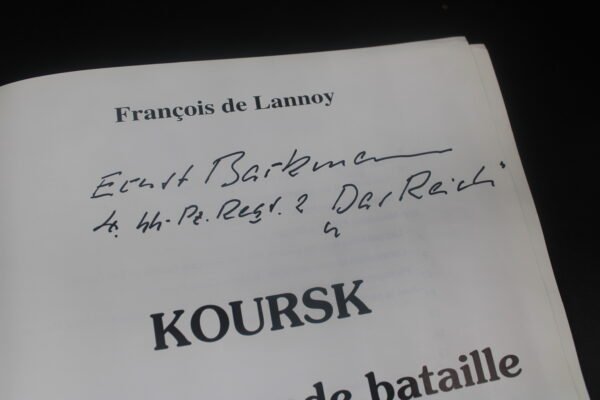 François de Lannoy
Ernst Barkmann
4. SS-Pz. Regt. 2 „Das Reich“
KOURSK
de bataille